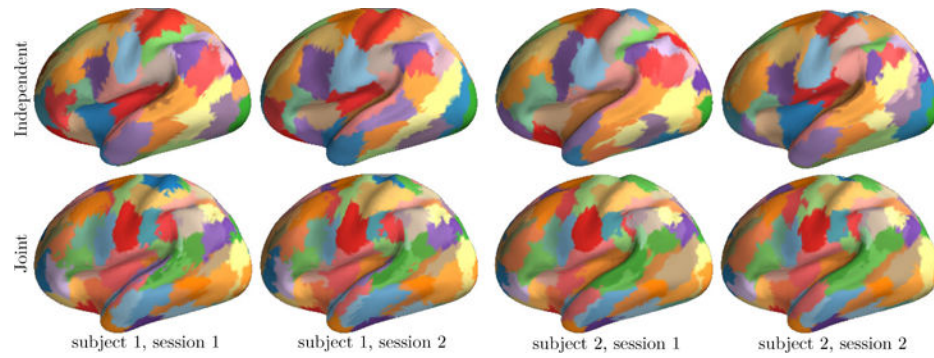 Independent
Joint
subject 1, session 1
subject 1, session 2
subject 2, session 1
subject 2, session 2